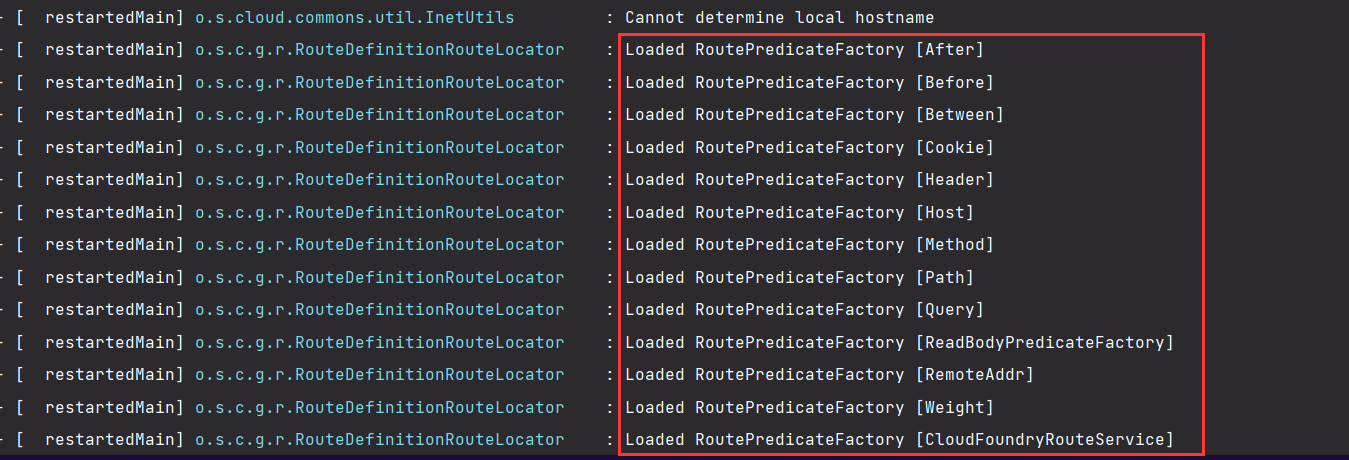 - [  restartedMain] o.s.cloud.commons.util.InetUtils         : Cannot determine local hostname
- [  restartedMain] o.s.c.g.r.RouteDefinitionRouteLocator    : Loaded RoutePredicateFactory [After]
- [  restartedMain] o.s.c.g.r.RouteDefinitionRouteLocator    : Loaded RoutePredicateFactory [Before]
- [  restartedMain] o.s.c.g.r.RouteDefinitionRouteLocator    : Loaded RoutePredicateFactory [Between]
- [  restartedMain] o.s.c.g.r.RouteDefinitionRouteLocator    : Loaded RoutePredicateFactory [Cookie]
- [  restartedMain] o.s.c.g.r.RouteDefinitionRouteLocator    : Loaded RoutePredicateFactory [Header]
- [  restartedMain] o.s.c.g.r.RouteDefinitionRouteLocator    : Loaded RoutePredicateFactory [Host]
- [  restartedMain] o.s.c.g.r.RouteDefinitionRouteLocator    : Loaded RoutePredicateFactory [Method]
- [  restartedMain] o.s.c.g.r.RouteDefinitionRouteLocator    : Loaded RoutePredicateFactory [Path]
- [  restartedMain] o.s.c.g.r.RouteDefinitionRouteLocator    : Loaded RoutePredicateFactory [Query]
- [  restartedMain] o.s.c.g.r.RouteDefinitionRouteLocator    : Loaded RoutePredicateFactory [ReadBodyPredicateFactory]
- [  restartedMain] o.s.c.g.r.RouteDefinitionRouteLocator    : Loaded RoutePredicateFactory [RemoteAddr]
- [  restartedMain] o.s.c.g.r.RouteDefinitionRouteLocator    : Loaded RoutePredicateFactory [Weight]
- [  restartedMain] o.s.c.g.r.RouteDefinitionRouteLocator    : Loaded RoutePredicateFactory [CloudFoundryRouteService]